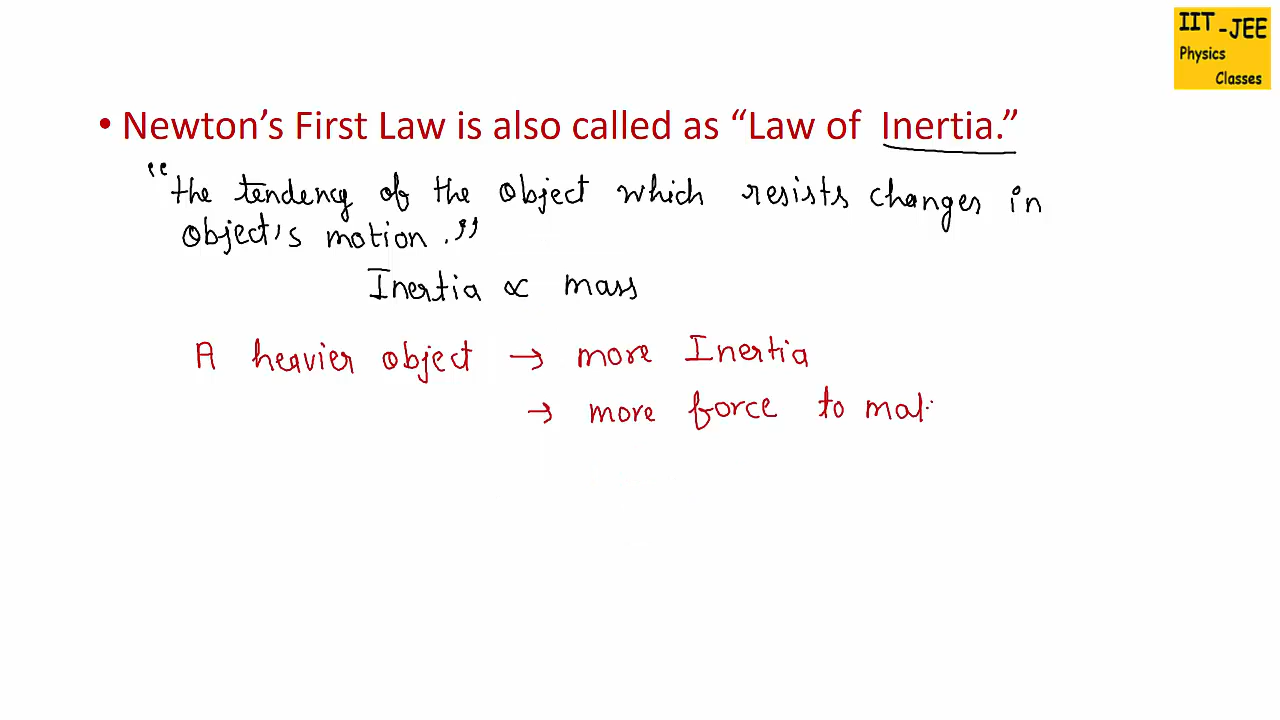 IIT-JEE
Physics
Classes
• Newton's First Law is also called as “Law of Inertia.”
“the tendency of the object which resists changes in
object's motion.”
Inertia ∝ mass
A heavier object → more Inertia
→ more force to